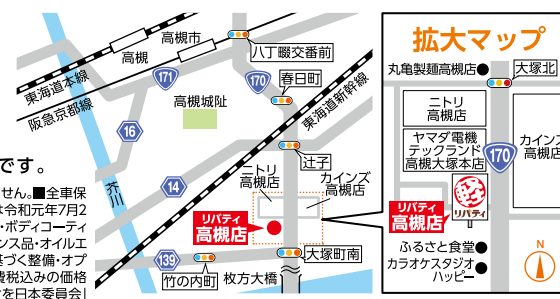 高槻市
高槻
八丁畷交番前
東海道本線
171
170
春日町
阪急京都線
東海道新幹線
高槻城址
16
辻子
です。
芥川
14
ニトリ
高槻店
カインズ
高槻店
せん。■全車保
は令和元年7月2
・ボディコーティ
ンス品・オイルエ
基づく整備・オプ
費税込みの価格
を日本委員会」
リバティ
高槻店
139
竹の内町
枚方大橋
大塚町南
拡大マップ
丸亀製麺高槻店
大塚北
ニトリ
高槻店
ヤマダ電機
テックランド
高槻大塚本店
170
カインズ
高槻店
リバティ
高槻店
リバティ
ふるさと食堂
カラオケスタジオ
ハッピー
N